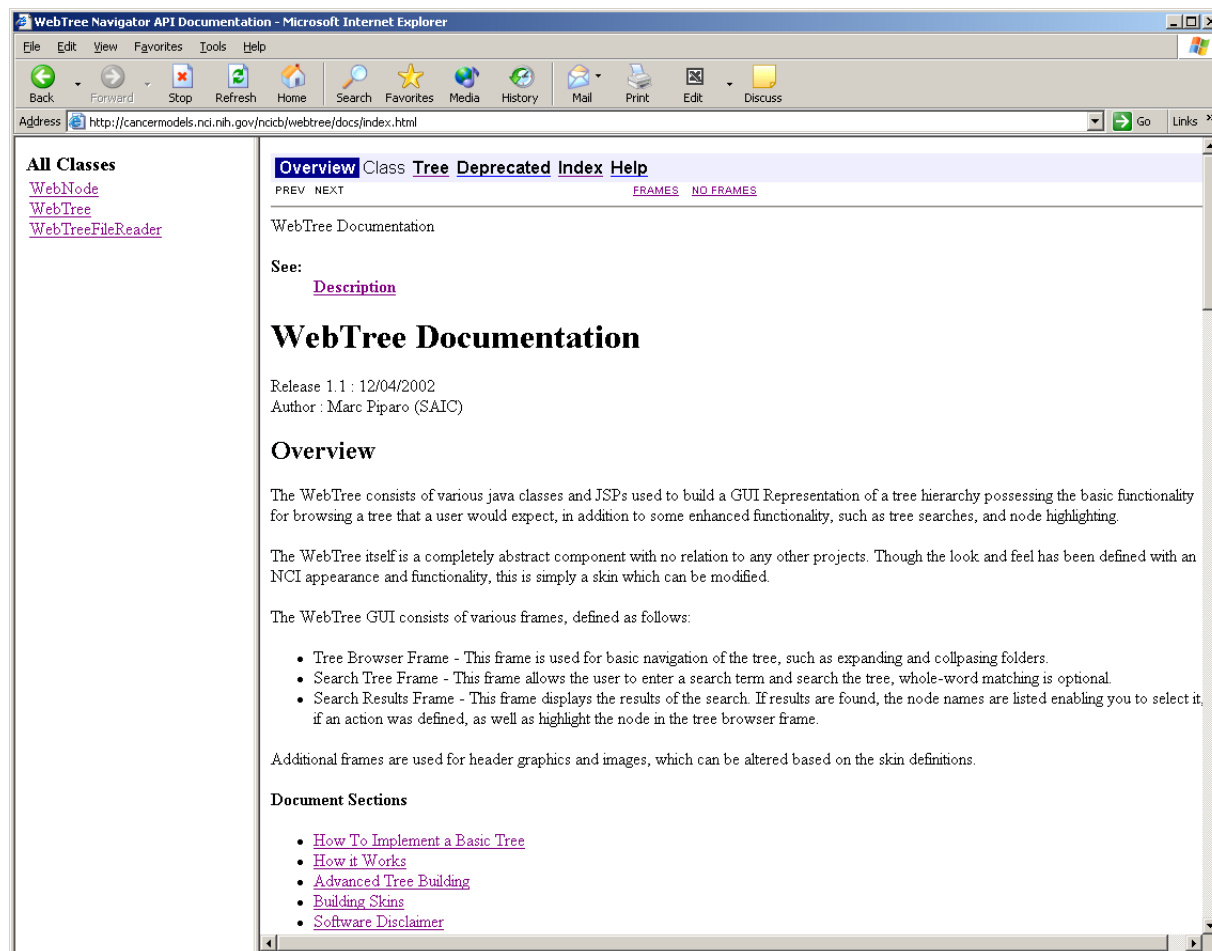 WebTree Navigator API Documentation - Microsoft Internet Explorer
File Edit View Favorites Tools Help
Back Forward Stop Refresh Home Search Favorites Media History Mail Print Edit Discuss
Address http://cancermodels.nci.nih.gov/ncicb/webtree/docs/index.html Go Links »
All Classes
WebNode
WebTree
WebTreeFileReader
Overview Class Tree Deprecated Index Help
PREV NEXT FRAMES NO FRAMES
WebTree Documentation
See:
Description
WebTree Documentation
Release 1.1 : 12/04/2002
Author : Marc Piparo (SAIC)
Overview
The WebTree consists of various java classes and JSPs used to build a GUI Representation of a tree hierarchy possessing the basic functionality
for browsing a tree that a user would expect, in addition to some enhanced functionality, such as tree searches, and node highlighting.
The WebTree itself is a completely abstract component with no relation to any other projects. Though the look and feel has been defined with an
NCI appearance and functionality, this is simply a skin which can be modified.
The WebTree GUI consists of various frames, defined as follows:
• Tree Browser Frame - This frame is used for basic navigation of the tree, such as expanding and collpasing folders.
• Search Tree Frame - This frame allows the user to enter a search term and search the tree, whole-word matching is optional.
• Search Results Frame - This frame displays the results of the search. If results are found, the node names are listed enabling you to select it,
if an action was defined, as well as highlight the node in the tree browser frame.
Additional frames are used for header graphics and images, which can be altered based on the skin definitions.
Document Sections
• How To Implement a Basic Tree
• How it Works
• Advanced Tree Building
• Building Skins
• Software Disclaimer